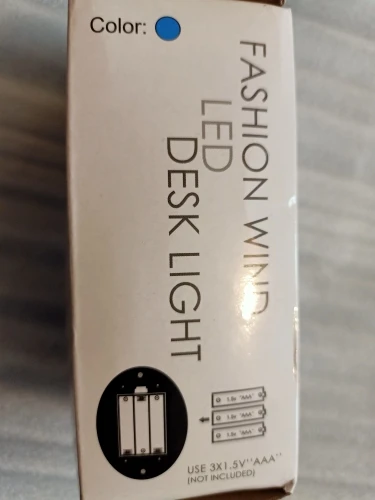 Color:
FASHION WIND
LED
DESK LIGHT
1.5v "AAA"
1.5v "AAA"
1.5v "AAA"
USE 3X1.5V"AAA"
(NOT INCLUDED)